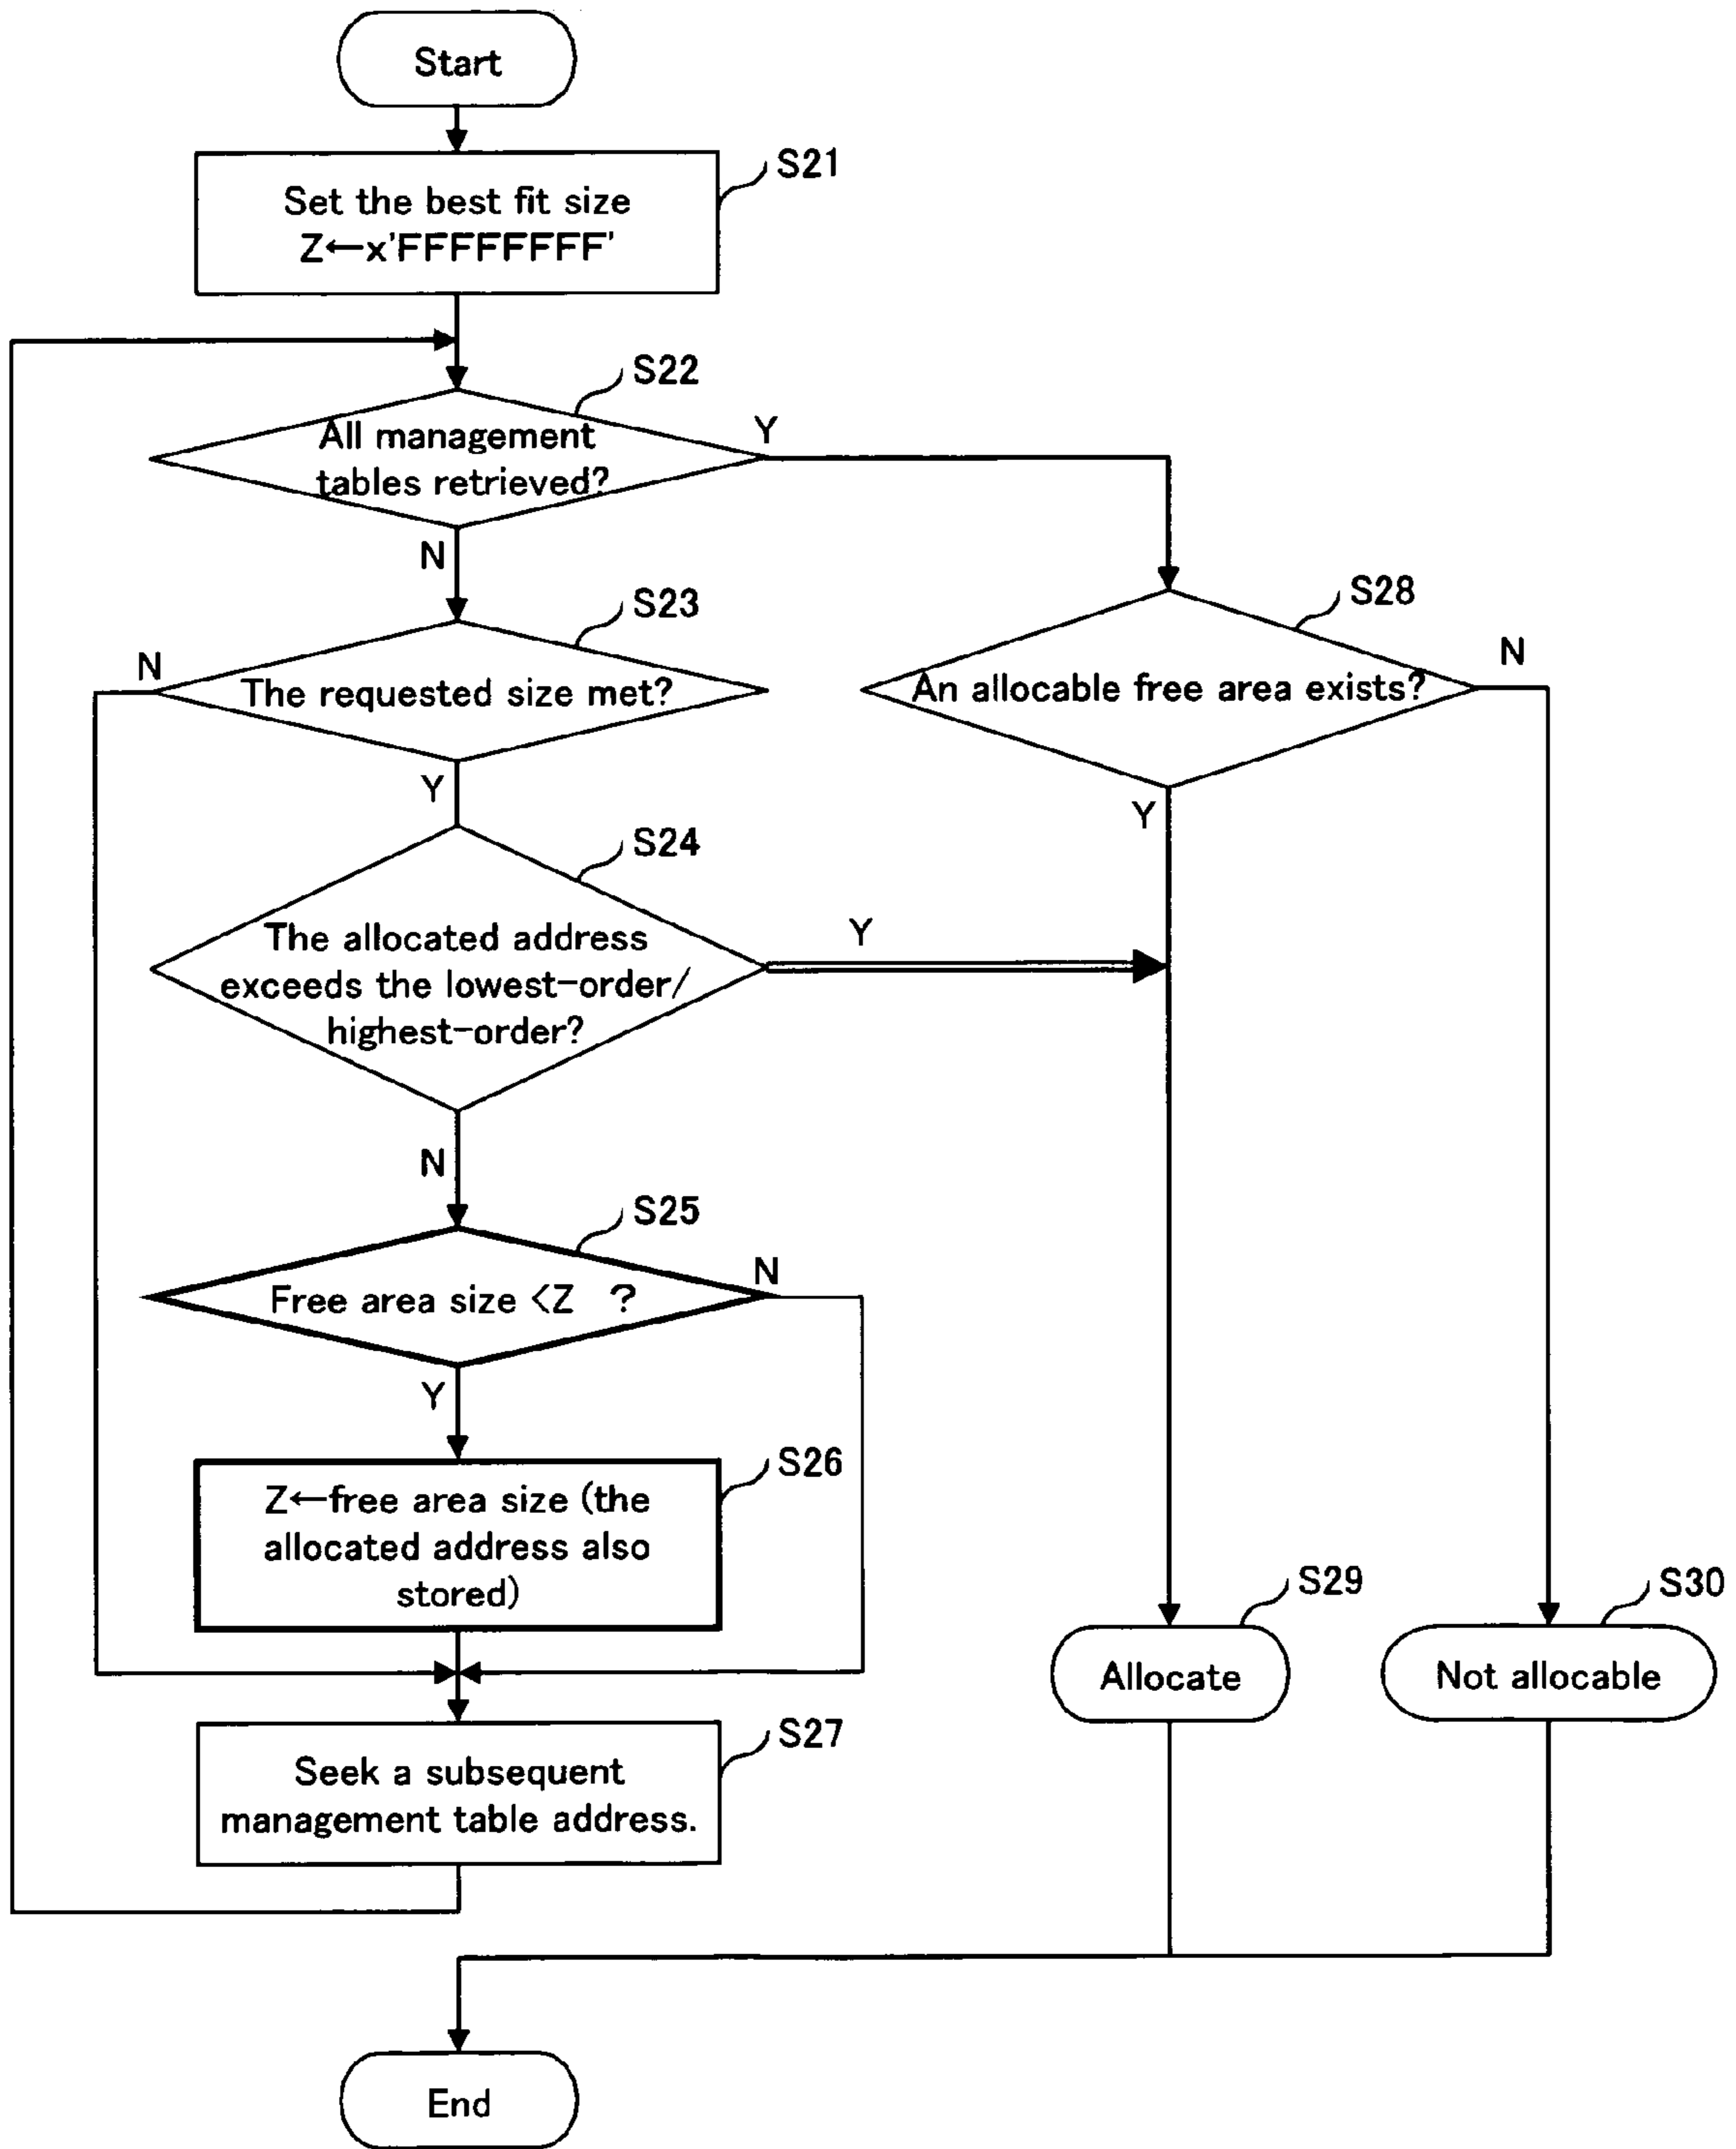 Start
S21
Set the best fit size
Z←x'FFFFFFFF'
S22
All management
tables retrieved?
Y
N
S23
N
The requested size met?
Y
S28
An allocable free area exists?
N
Y
S24
The allocated address
exceeds the lowest-order/
highest-order?
Y
N
S25
Free area size <Z ?
N
Y
S26
Z←free area size (the
allocated address also
stored)
S27
Seek a subsequent
management table address.
S29
Allocate
S30
Not allocable
End